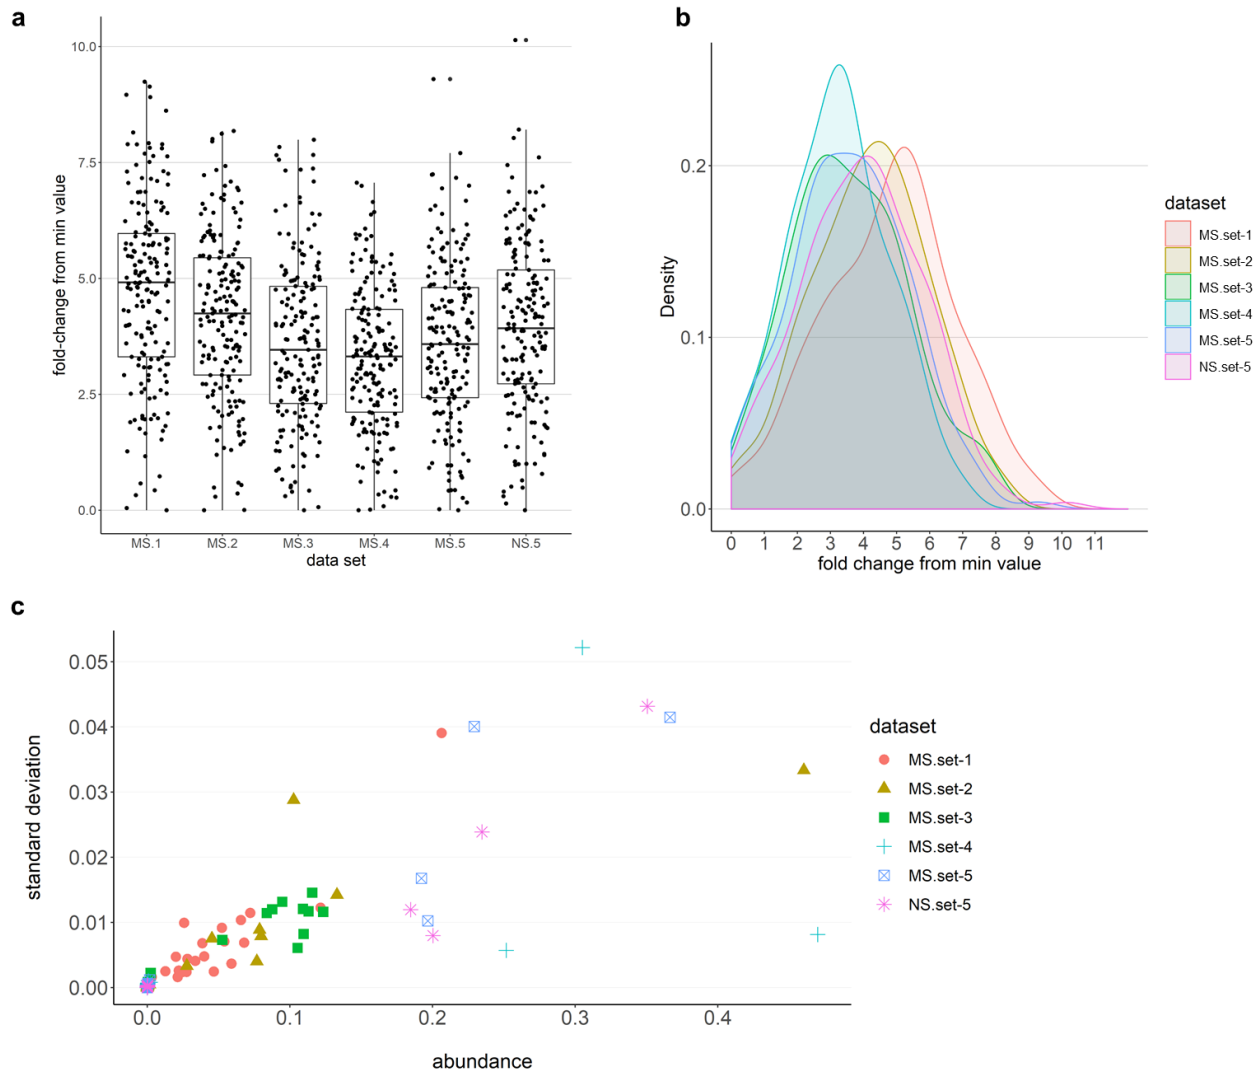 a
10.0
7.5
5.0
2.5
0.0
fold-change from min value
MS.1 MS.2 MS.3 MS.4 MS.5 NS.5
data set
b
0.2
0.1
0.0
Density
0 1 2 3 4 5 6 7 8 9 10 11
fold change from min value
dataset
MS.set-1
MS.set-2
MS.set-3
MS.set-4
MS.set-5
NS.set-5
c
0.05
0.04
0.03
0.02
0.01
0.00
standard deviation
0.0 0.1 0.2 0.3 0.4
abundance
dataset
MS.set-1
MS.set-2
MS.set-3
MS.set-4
MS.set-5
NS.set-5